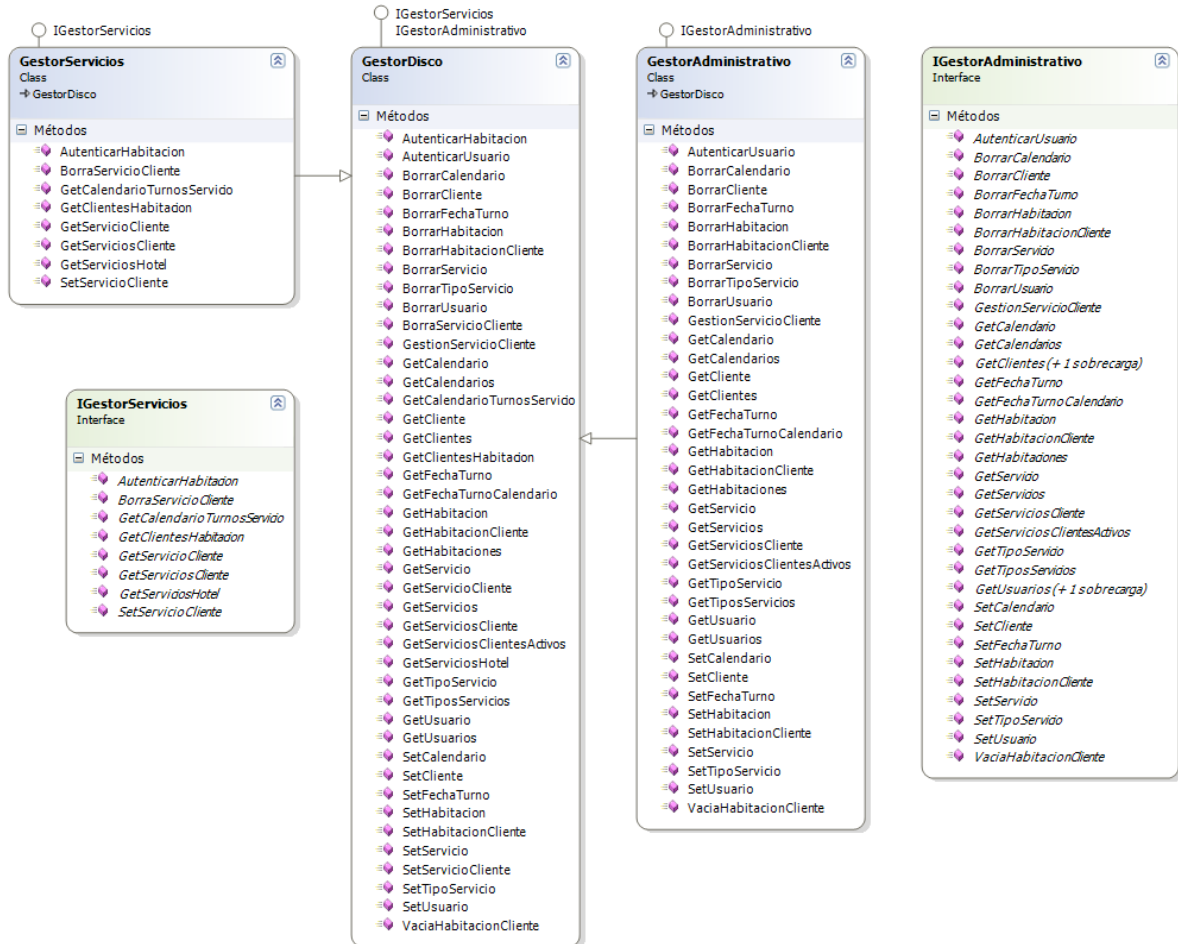 IGestorServicios
GestorServicios
Class
GestorDisco
Métodos
AutenticarHabitacion
BorraServicioCliente
GetCalendarioTurnosServicio
GetClientesHabitacion
GetServicioCliente
GetServiciosCliente
GetServiciosHotel
SetServicioCliente
IGestorServicios
Interface
Métodos
AutenticarHabitacion
BorraServicioCliente
GetCalendarioTurnosServicio
GetClientesHabitacion
GetServicioCliente
GetServiciosCliente
GetServiciosHotel
SetServicioCliente
IGestorServicios
IGestorAdministrativo
GestorDisco
Class
Métodos
AutenticarHabitacion
AutenticarUsuario
BorrarCalendario
BorrarCliente
BorrarFechaTurno
BorrarHabitacion
BorrarHabitacionCliente
BorrarServicio
BorrarTipoServicio
BorrarUsuario
BorraServicioCliente
GestionServicioCliente
GetCalendario
GetCalendarios
GetCalendarioTurnosServicio
GetCliente
GetClientes
GetClientesHabitacion
GetFechaTurno
GetFechaTurnoCalendario
GetHabitacion
GetHabitacionCliente
GetHabitaciones
GetServicio
GetServicioCliente
GetServicios
GetServiciosCliente
GetServiciosClientesActivos
GetServiciosHotel
GetTipoServicio
GetTiposServicios
GetUsuario
GetUsuarios
SetCalendario
SetCliente
SetFechaTurno
SetHabitacion
SetHabitacionCliente
SetServicio
SetServicioCliente
SetTipoServicio
SetUsuario
VaciaHabitacionCliente
IGestorAdministrativo
GestorAdministrativo
Class
GestorDisco
Métodos
AutenticarUsuario
BorrarCalendario
BorrarCliente
BorrarFechaTurno
BorrarHabitacion
BorrarHabitacionCliente
BorrarServicio
BorrarTipoServicio
BorrarUsuario
GestionServicioCliente
GetCalendario
GetCalendarios
GetCliente
GetClientes
GetFechaTurno
GetFechaTurnoCalendario
GetHabitacion
GetHabitacionCliente
GetHabitaciones
GetServicio
GetServicios
GetServiciosCliente
GetServiciosClientesActivos
GetTipoServicio
GetTiposServicios
GetUsuario
GetUsuarios
SetCalendario
SetCliente
SetFechaTurno
SetHabitacion
SetHabitacionCliente
SetServicio
SetTipoServicio
SetUsuario
VaciaHabitacionCliente
IGestorAdministrativo
Interface
Métodos
AutenticarUsuario
BorrarCalendario
BorrarCliente
BorrarFechaTurno
BorrarHabitacion
BorrarHabitacionCliente
BorrarServicio
BorrarTipoServicio
BorrarUsuario
GestionServicioCliente
GetCalendario
GetCalendarios
GetClientes (+ 1 sobrecarga)
GetFechaTurno
GetFechaTurnoCalendario
GetHabitacion
GetHabitacionCliente
GetHabitaciones
GetServicio
GetServicios
GetServiciosCliente
GetServiciosClientesActivos
GetTipoServicio
GetTiposServicios
GetUsuarios (+ 1 sobrecarga)
SetCalendario
SetCliente
SetFechaTurno
SetHabitacion
SetHabitacionCliente
SetServicio
SetTipoServicio
SetUsuario
VaciaHabitacionCliente